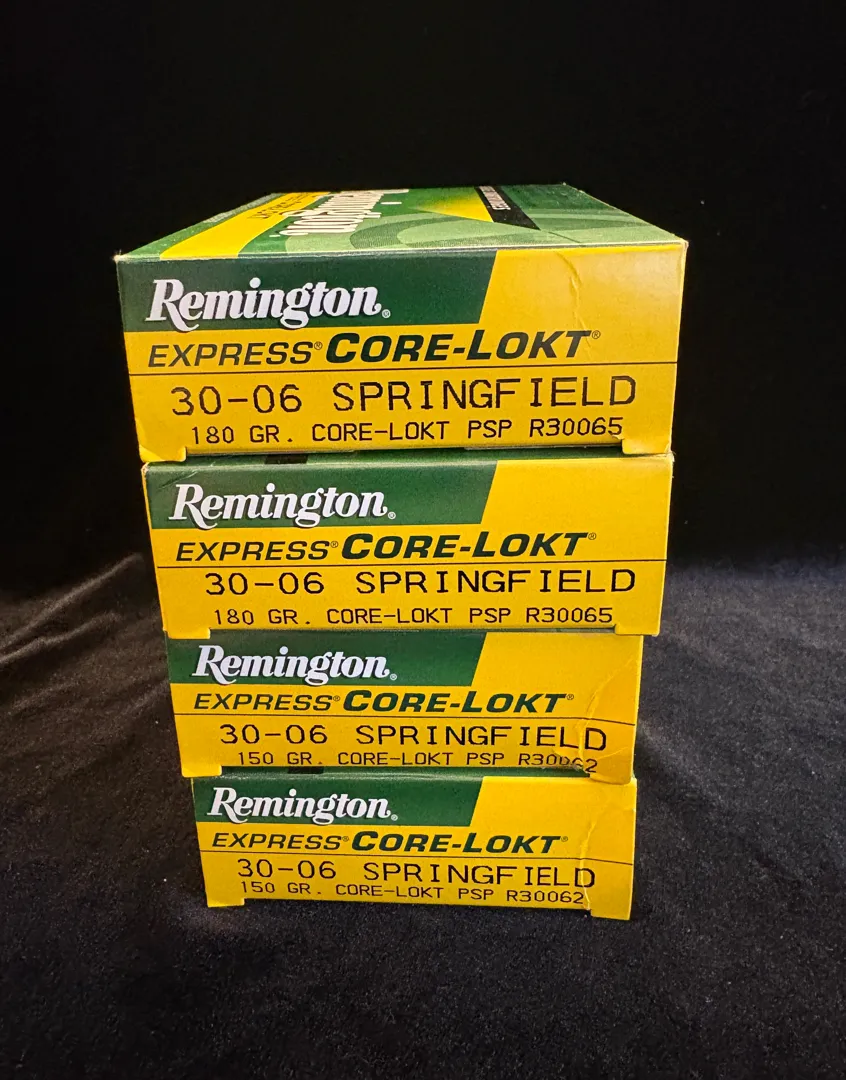 Remington®
Remington®
EXPRESS® CORE-LOKT®
30-06 SPRINGFIELD
180 GR. CORE-LOKT PSP R30065
Remington®
EXPRESS® CORE-LOKT®
30-06 SPRINGFIELD
180 GR. CORE-LOKT PSP R30065
Remington®
EXPRESS® CORE-LOKT®
30-06 SPRINGFIELD
150 GR. CORE-LOKT PSP R30062
Remington®
EXPRESS® CORE-LOKT®
30-06 SPRINGFIELD
150 GR. CORE-LOKT PSP R30062